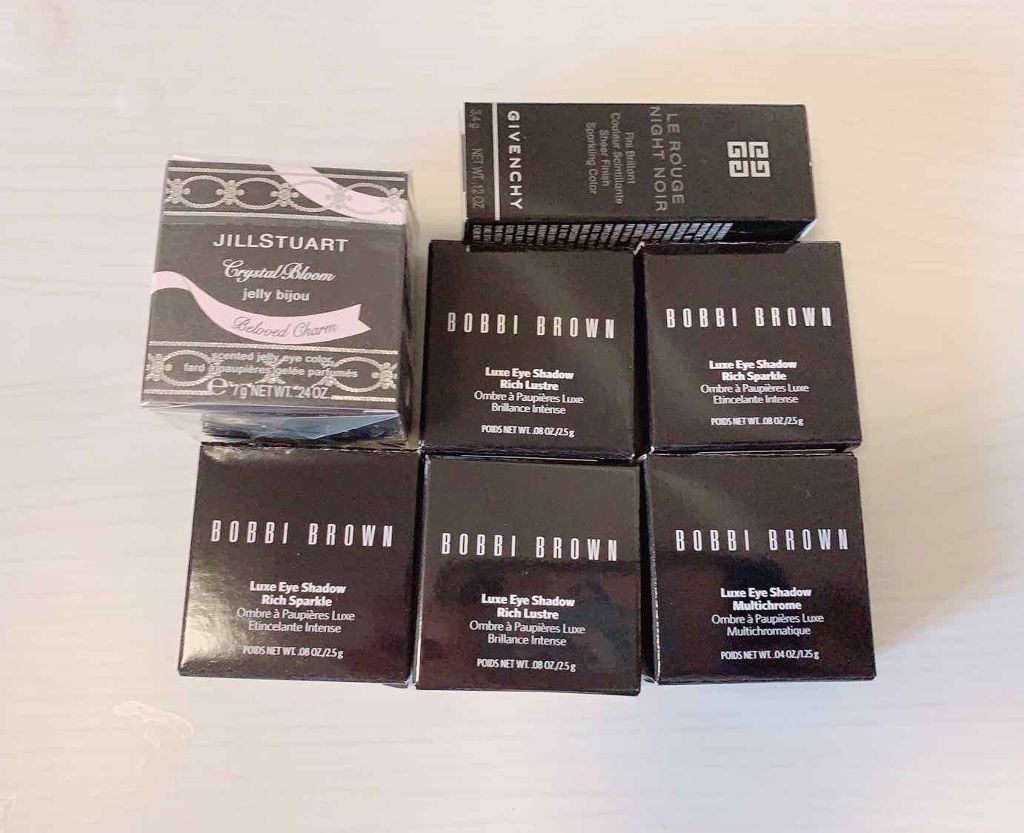 GIVENCHY
LE ROUGE
NIGHT NOIR
Fini Brillant
Couleur Scintillante
Sheer Finish
Sparkling Color
3,4 g NET WT. 12 OZ
JILLSTUART
Crystal Bloom
jelly bijou
Beloved Charm
scented jelly eye color
fard à paupières gelée parfumés
e 7g NET WT. .24 OZ.
BOBBI BROWN
Luxe Eye Shadow
Rich Lustre
Ombre à Paupières Luxe
Brillance Intense
POIDS NET WT. .08 OZ./2.5 g
BOBBI BROWN
Luxe Eye Shadow
Rich Sparkle
Ombre à Paupières Luxe
Etincelante Intense
POIDS NET WT. .08 OZ./2.5 g
BOBBI BROWN
Luxe Eye Shadow
Rich Sparkle
Ombre à Paupières Luxe
Etincelante Intense
POIDS NET WT. .08 OZ./2.5 g
BOBBI BROWN
Luxe Eye Shadow
Rich Lustre
Ombre à Paupières Luxe
Brillance Intense
POIDS NET WT. .08 OZ./2.5 g
BOBBI BROWN
Luxe Eye Shadow
Multichrome
Ombre à Paupières Luxe
Multichromatique
POIDS NET WT. .04 OZ./1.25 g